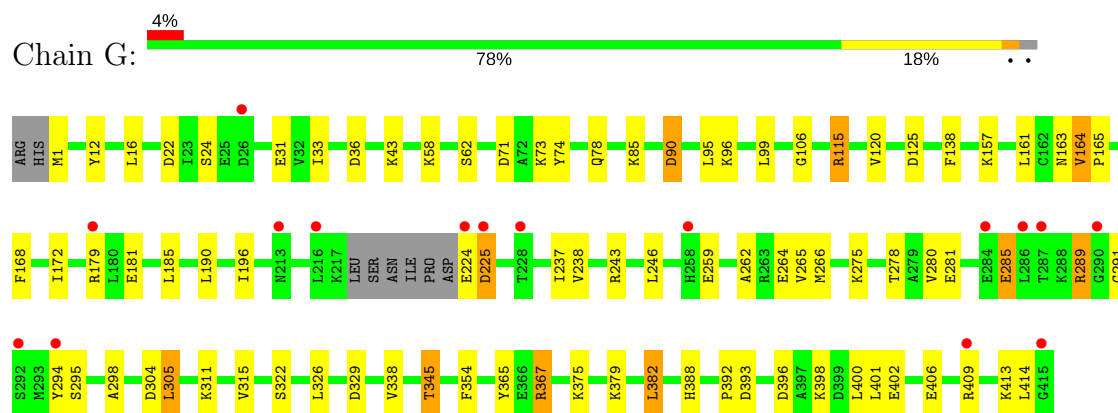 4%
Chain G:
78%
18%
• •
ARG HIS M1 Y12 L16 D22 I23 S24 E25 D26 E31 V32 I33 D36 K43 K58 S62 D71 A72 K73 Y74 Q78 K85 D90 L95 K96 L99 G106 R115 V120 D125 F138 K157 L161 C162 N163 V164 P165
F168 I172 R179 L180 E181 L185 L190 I196 N213 L216 K217 LEU SER ASN ILE PRO ASP E224 D225 T228 I237 V238 R243 L246 H258 E259 A262 R263 E264 V265 M266 K275 T278 A279 V280 E281 E284 E285 L286 T287 K288 R289 G290 G291
S292 M293 Y294 S295 A298 D304 L305 K311 V315 S322 L326 D329 V338 T345 F354 Y365 E366 R367 K375 K379 L382 H388 P392 D393 D396 A397 K398 D399 L400 L401 E402 E406 R409 K413 L414 G415